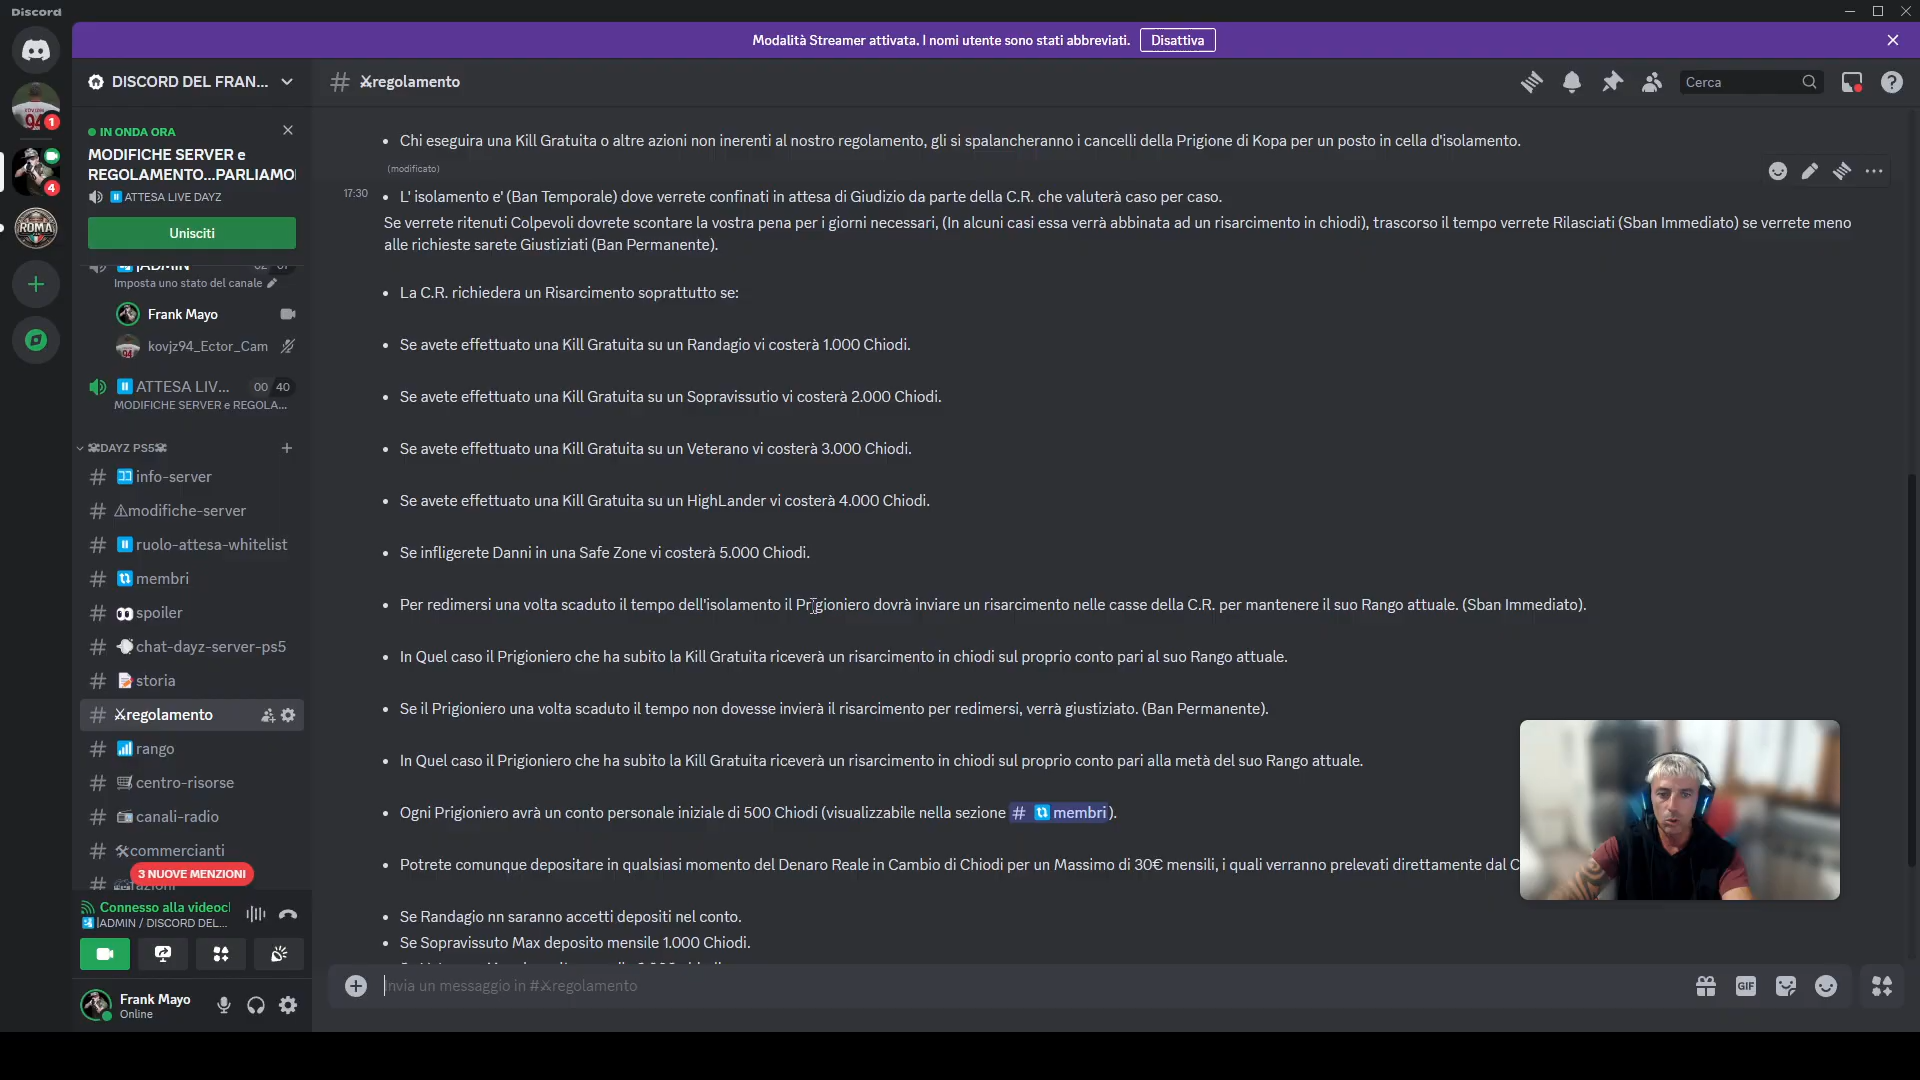 Discord
Modalità Streamer attivata. I nomi utente sono stati abbreviati. Disattiva
DISCORD DEL FRAN...
regolamento
Cerca
IN ONDA ORA
MODIFICHE SERVER e
REGOLAMENTO...PARLIAMO
ATTESA LIVE DAYZ
Unisciti
|ADMIN
Imposta uno stato del canale
Frank Mayo
kovjz94_Ector_Cam
ATTESA LIV... 00 40
MODIFICHE SERVER e REGOLA...
DAYZ PS5
info-server
modifiche-server
ruolo-attesa-whitelist
membri
spoiler
chat-dayz-server-ps5
storia
regolamento
rango
centro-risorse
canali-radio
commercianti
3 NUOVE MENZIONI
Connesso alla videocl
|ADMIN / DISCORD DEL...
Frank Mayo
Online
1
4
ROMA
• Chi eseguira una Kill Gratuita o altre azioni non inerenti al nostro regolamento, gli si spalancheranno i cancelli della Prigione di Kopa per un posto in cella d'isolamento.
(modificato)
17:30 • L' isolamento e' (Ban Temporale) dove verrete confinati in attesa di Giudizio da parte della C.R. che valuterà caso per caso.
Se verrete ritenuti Colpevoli dovrete scontare la vostra pena per i giorni necessari, (In alcuni casi essa verrà abbinata ad un risarcimento in chiodi), trascorso il tempo verrete Rilasciati (Sban Immediato) se verrete meno
alle richieste sarete Giustiziati (Ban Permanente).
• La C.R. richiedera un Risarcimento soprattutto se:
• Se avete effettuato una Kill Gratuita su un Randagio vi costerà 1.000 Chiodi.
• Se avete effettuato una Kill Gratuita su un Sopravissutio vi costerà 2.000 Chiodi.
• Se avete effettuato una Kill Gratuita su un Veterano vi costerà 3.000 Chiodi.
• Se avete effettuato una Kill Gratuita su un HighLander vi costerà 4.000 Chiodi.
• Se infligerete Danni in una Safe Zone vi costerà 5.000 Chiodi.
• Per redimersi una volta scaduto il tempo dell'isolamento il Prigioniero dovrà inviare un risarcimento nelle casse della C.R. per mantenere il suo Rango attuale. (Sban Immediato).
• In Quel caso il Prigioniero che ha subito la Kill Gratuita riceverà un risarcimento in chiodi sul proprio conto pari al suo Rango attuale.
• Se il Prigioniero una volta scaduto il tempo non dovesse invierà il risarcimento per redimersi, verrà giustiziato. (Ban Permanente).
• In Quel caso il Prigioniero che ha subito la Kill Gratuita riceverà un risarcimento in chiodi sul proprio conto pari alla metà del suo Rango attuale.
• Ogni Prigioniero avrà un conto personale iniziale di 500 Chiodi (visualizzabile nella sezione # membri).
• Potrete comunque depositare in qualsiasi momento del Denaro Reale in Cambio di Chiodi per un Massimo di 30€ mensili, i quali verranno prelevati direttamente dal C
• Se Randagio nn saranno accetti depositi nel conto.
• Se Sopravissuto Max deposito mensile 1.000 Chiodi.
Invia un messaggio in #regolamento
GIF